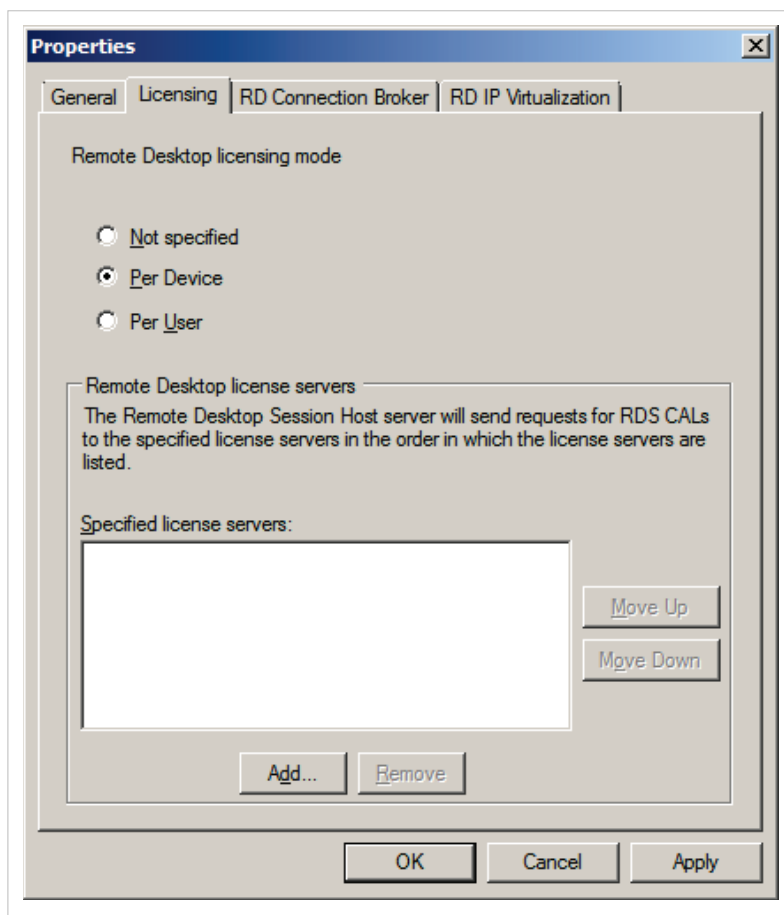 Properties
General Licensing RD Connection Broker RD IP Virtualization
Remote Desktop licensing mode
Not specified
Per Device
Per User
Remote Desktop license servers
The Remote Desktop Session Host server will send requests for RDS CALs
to the specified license servers in the order in which the license servers are
listed.
Specified license servers:
Move Up
Move Down
Add... Remove
OK Cancel Apply